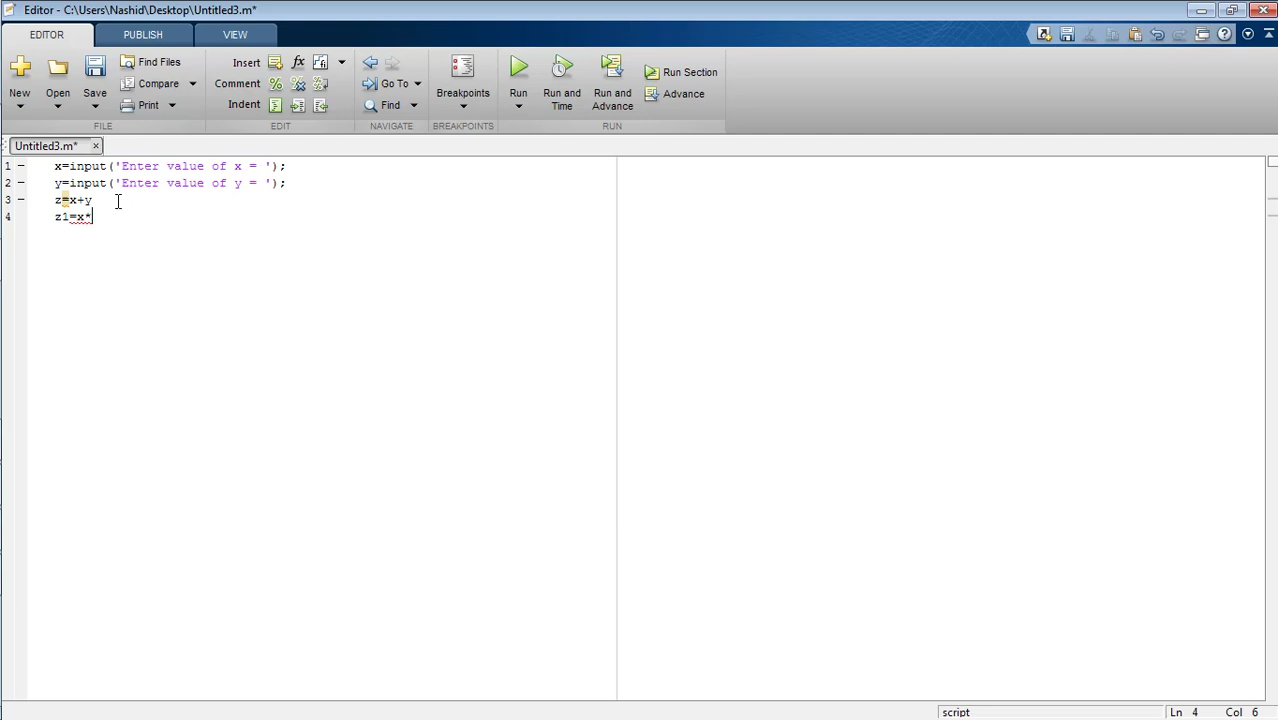 Editor - C:\Users\Nashid\Desktop\Untitled3.m*
EDITOR PUBLISH VIEW
New Open Save Find Files Compare Print
FILE
Insert fx
Comment % %
Indent
EDIT
Go To
Find
NAVIGATE
Breakpoints
BREAKPOINTS
Run Run and Time Run and Advance Run Section Advance
RUN
Untitled3.m* ×
1 – x=input('Enter value of x = ');
2 – y=input('Enter value of y = ');
3 – z=x+y
4 z1=x*
script Ln 4 Col 6